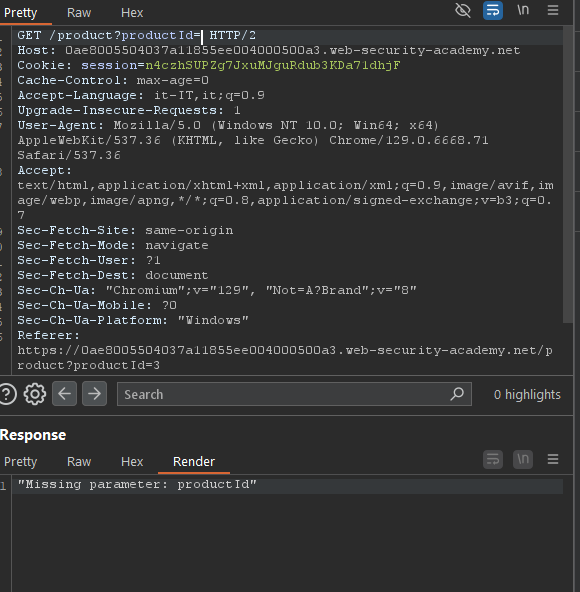 Pretty Raw Hex \n
GET /product?productId= HTTP/2
Host: 0ae8005504037a11855ee004000500a3.web-security-academy.net
Cookie: session=n4czhSUPZg7JxuMJguRdub3KDa71dhjF
Cache-Control: max-age=0
Accept-Language: it-IT,it;q=0.9
Upgrade-Insecure-Requests: 1
User-Agent: Mozilla/5.0 (Windows NT 10.0; Win64; x64)
AppleWebKit/537.36 (KHTML, like Gecko) Chrome/129.0.6668.71
Safari/537.36
Accept:
text/html,application/xhtml+xml,application/xml;q=0.9,image/avif,im
age/webp,image/apng,*/*;q=0.8,application/signed-exchange;v=b3;q=0.
7
Sec-Fetch-Site: same-origin
Sec-Fetch-Mode: navigate
Sec-Fetch-User: ?1
Sec-Fetch-Dest: document
Sec-Ch-Ua: "Chromium";v="129", "Not=A?Brand";v="8"
Sec-Ch-Ua-Mobile: ?0
Sec-Ch-Ua-Platform: "Windows"
Referer:
https://0ae8005504037a11855ee004000500a3.web-security-academy.net/p
roduct?productId=3
Search 0 highlights
Response
Pretty Raw Hex Render \n
1 "Missing parameter: productId"